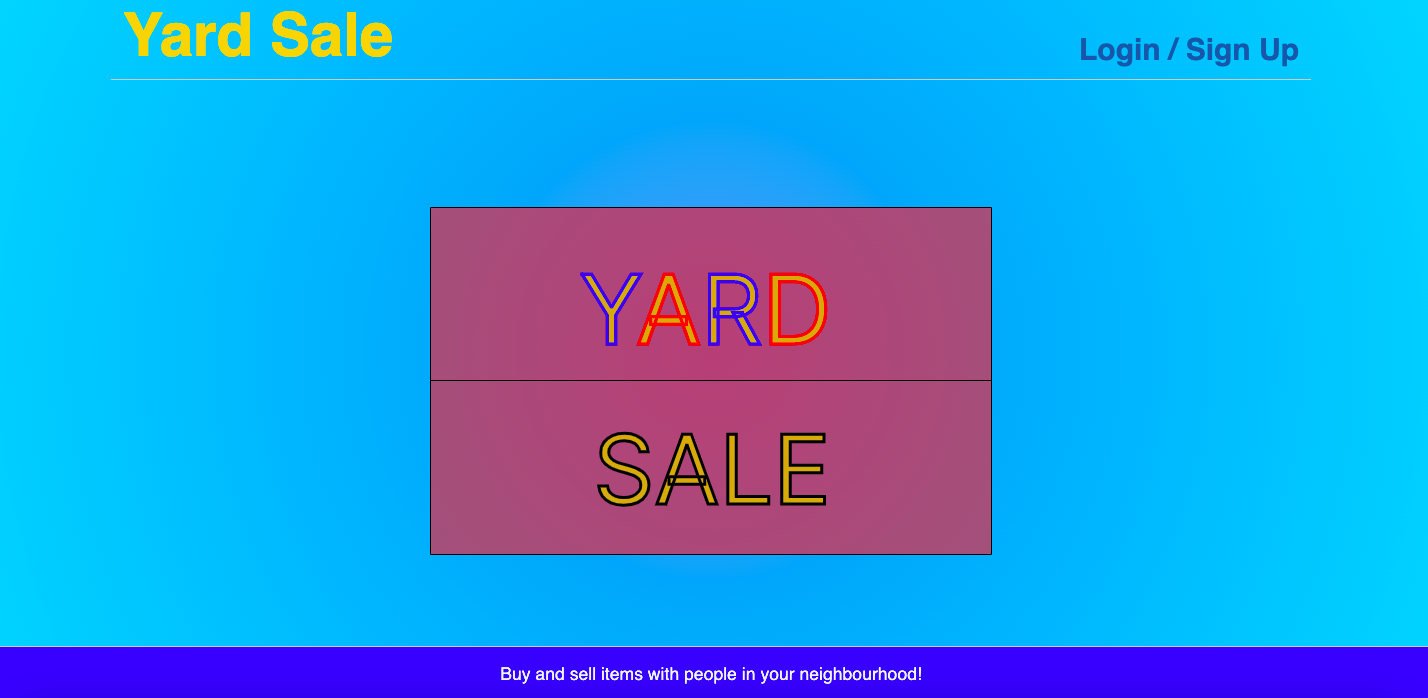 Yard Sale
Login / Sign Up
YARD
SALE
Buy and sell items with people in your neighbourhood!